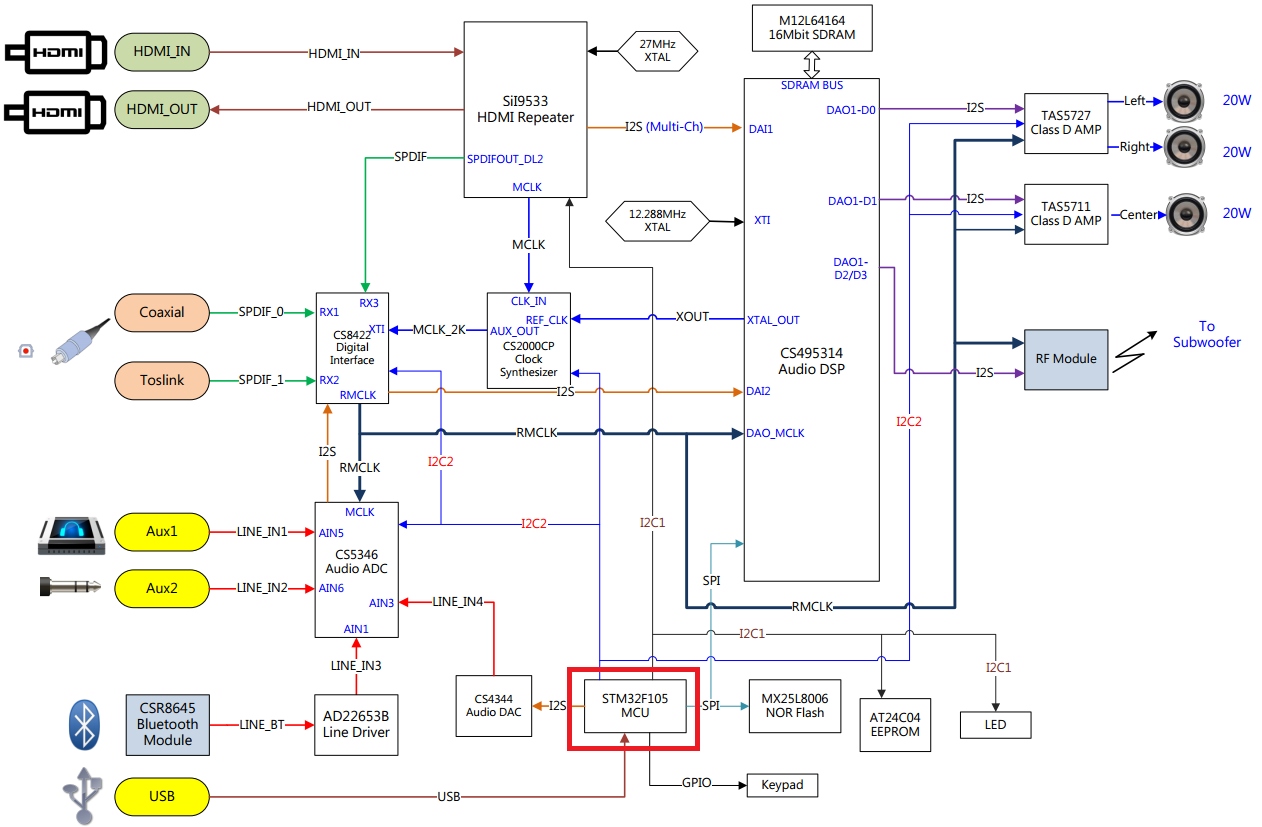 HDMI
HDMI_IN
HDMI_IN
HDMI
HDMI_OUT
HDMI_OUT
SiI9533
HDMI Repeater
SPDIFOUT_DL2
MCLK
27MHz
XTAL
M12L64164
16Mbit SDRAM
SDRAM BUS
I2S (Multi-Ch)
DAI1
DAO1-D0
I2S
TAS5727
Class D AMP
Left
20W
Right
20W
SPDIF
12.288MHz
XTAL
XTI
DAO1-D1
I2S
TAS5711
Class D AMP
Center
20W
MCLK
DAO1-
D2/D3
Coaxial
SPDIF_0
RX1
RX3
XTI
CS8422
Digital
Interface
RX2
RMCLK
MCLK_2K
CLK_IN
REF_CLK
AUX_OUT
CS2000CP
Clock
Synthesizer
XOUT
XTAL_OUT
CS495314
Audio DSP
RF Module
I2S
To
Subwoofer
Toslink
SPDIF_1
I2S
DAI2
I2C2
RMCLK
DAO_MCLK
I2S
RMCLK
I2C2
Aux1
LINE_IN1
AIN5
MCLK
CS5346
Audio ADC
I2C2
I2C1
Aux2
LINE_IN2
AIN6
AIN3
AIN1
LINE_IN4
SPI
RMCLK
I2C1
I2C1
LINE_IN3
CSR8645
Bluetooth
Module
LINE_BT
AD22653B
Line Driver
CS4344
Audio DAC
I2S
STM32F105
MCU
SPI
MX25L8006
NOR Flash
AT24C04
EEPROM
LED
USB
USB
GPIO
Keypad